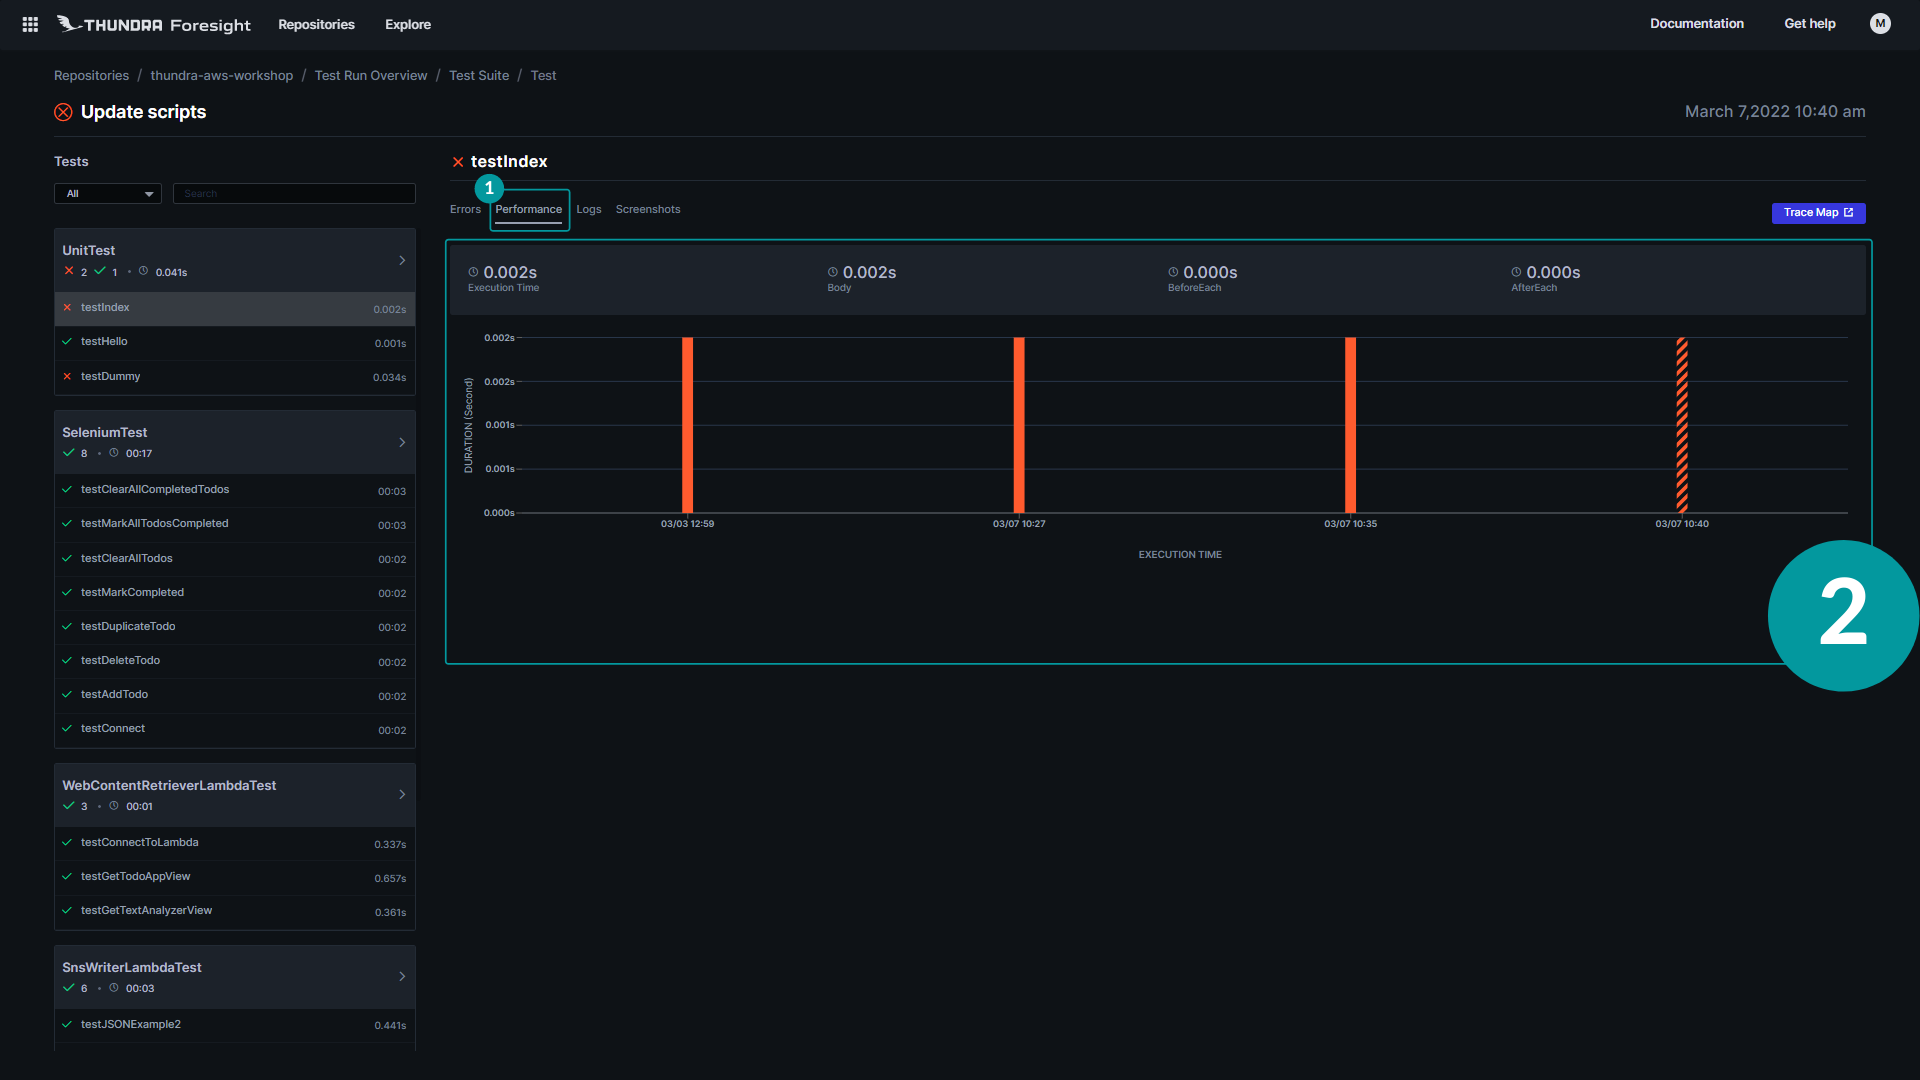 THUNDRA Foresight Repositories Explore Documentation Get help M
Repositories / thundra-aws-workshop / Test Run Overview / Test Suite / Test
Update scripts March 7,2022 10:40 am
Tests
All Search
UnitTest
2 1 • 0.041s
testIndex 0.002s
testHello 0.001s
testDummy 0.034s
SeleniumTest
8 • 00:17
testClearAllCompletedTodos 00:03
testMarkAllTodosCompleted 00:03
testClearAllTodos 00:02
testMarkCompleted 00:02
testDuplicateTodo 00:02
testDeleteTodo 00:02
testAddTodo 00:02
testConnect 00:02
WebContentRetrieverLambdaTest
3 • 00:01
testConnectToLambda 0.337s
testGetTodoAppView 0.657s
testGetTextAnalyzerView 0.361s
SnsWriterLambdaTest
6 • 00:03
testJSONExample2 0.441s
testIndex
1
Errors Performance Logs Screenshots Trace Map
0.002s 0.002s 0.000s 0.000s
Execution Time Body BeforeEach AfterEach
DURATION (Second)
0.002s
0.002s
0.001s
0.001s
0.000s
03/03 12:59 03/07 10:27 03/07 10:35 03/07 10:40
EXECUTION TIME
2